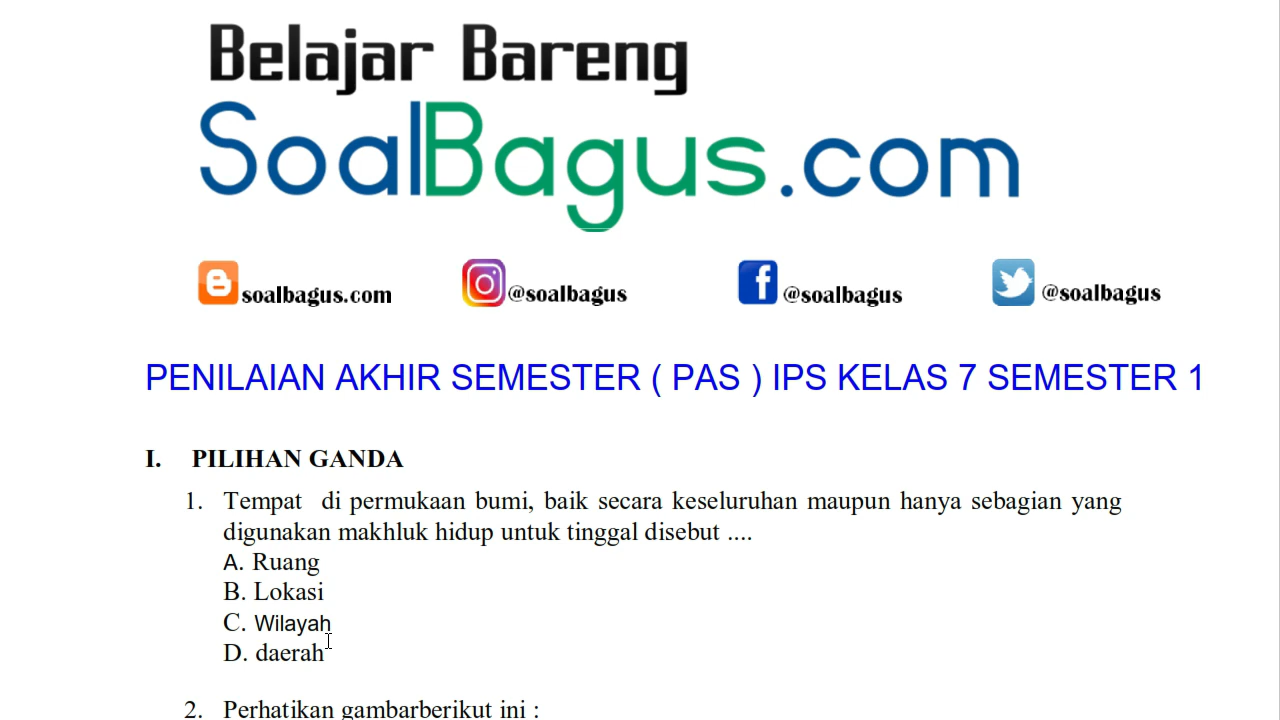 Belajar Bareng
SoalBagus.com
soalbagus.com @soalbagus @soalbagus @soalbagus
PENILAIAN AKHIR SEMESTER ( PAS ) IPS KELAS 7 SEMESTER 1
I. PILIHAN GANDA
1. Tempat di permukaan bumi, baik secara keseluruhan maupun hanya sebagian yang
digunakan makhluk hidup untuk tinggal disebut ....
A. Ruang
B. Lokasi
C. Wilayah
D. daerah
2. Perhatikan gambarberikut ini :